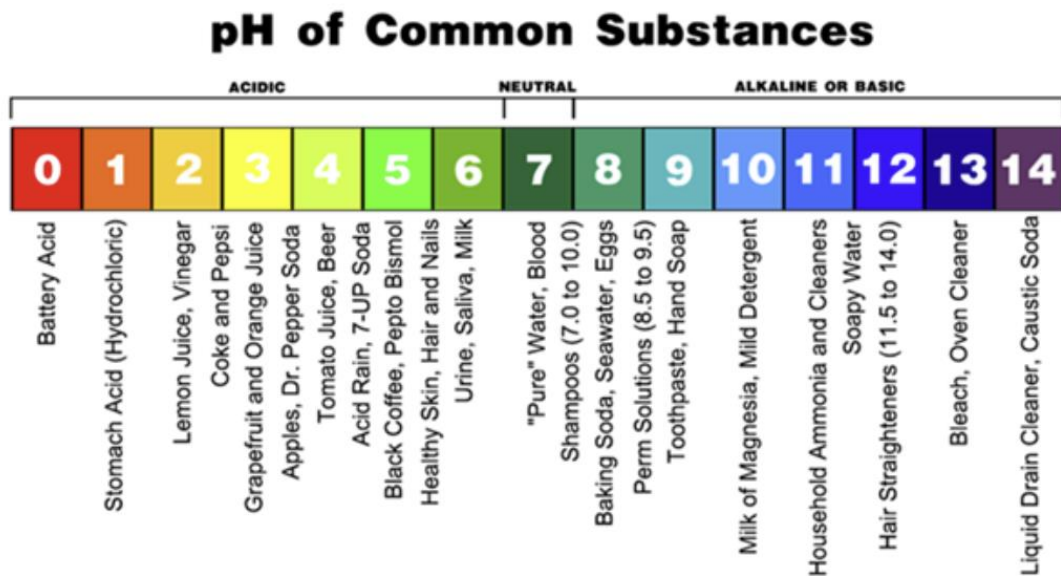 pH of Common Substances
ACIDIC
NEUTRAL
ALKALINE OR BASIC
0
1
2
3
4
5
6
7
8
9
10
11
12
13
14
Battery Acid
Stomach Acid (Hydrochloric)
Lemon Juice, Vinegar
Coke and Pepsi
Grapefruit and Orange Juice
Apples, Dr. Pepper Soda
Tomato Juice, Beer
Acid Rain, 7-UP Soda
Black Coffee, Pepto Bismol
Healthy Skin, Hair and Nails
Urine, Saliva, Milk
"Pure" Water, Blood
Shampoos (7.0 to 10.0)
Baking Soda, Seawater, Eggs
Perm Solutions (8.5 to 9.5)
Toothpaste, Hand Soap
Milk of Magnesia, Mild Detergent
Household Ammonia and Cleaners
Soapy Water
Hair Straighteners (11.5 to 14.0)
Bleach, Oven Cleaner
Liquid Drain Cleaner, Caustic Soda